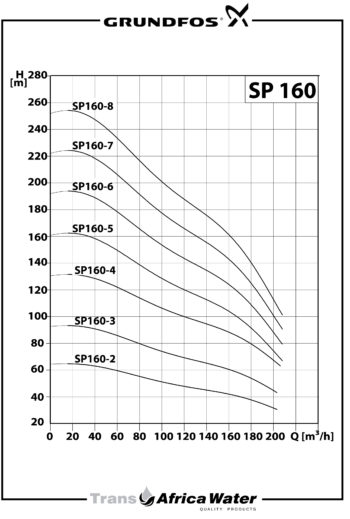 GRUNDFOS
H
[m]
280
SP 160
260
SP160-8
240
220
SP160-7
200
SP160-6
180
160
SP160-5
140
SP160-4
120
100
SP160-3
80
SP160-2
60
40
20
0 20 40 60 80 100 120 140 160 180 200 Q [m³/h]
Trans Africa Water
QUALITY PRODUCTS